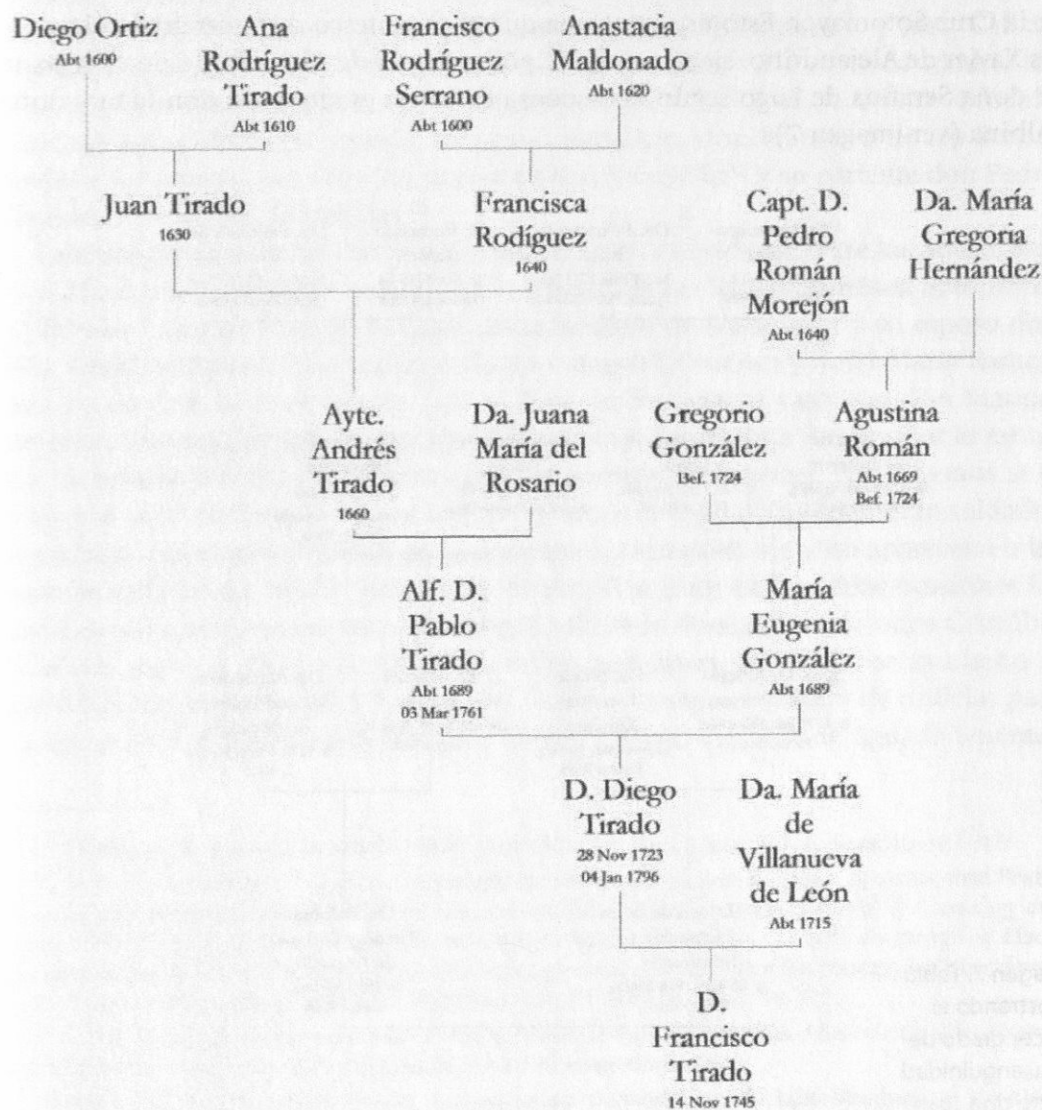 Diego Ortiz
Abt 1600
Ana
Rodríguez
Tirado
Abt 1610
Francisco
Rodríguez
Serrano
Abt 1600
Anastacia
Maldonado
Abt 1620
Juan Tirado
1630
Francisca
Rodíguez
1640
Capt. D.
Pedro
Román
Morejón
Abt 1640
Da. María
Gregoria
Hernández
Ayte.
Andrés
Tirado
1660
Da. Juana
María del
Rosario
Gregorio
González
Bef. 1724
Agustina
Román
Abt 1669
Bef. 1724
Alf. D.
Pablo
Tirado
Abt 1689
03 Mar 1761
María
Eugenia
González
Abt 1689
D. Diego
Tirado
28 Nov 1723
04 Jan 1796
Da. María
de
Villanueva
de León
Abt 1715
D.
Francisco
Tirado
14 Nov 1745